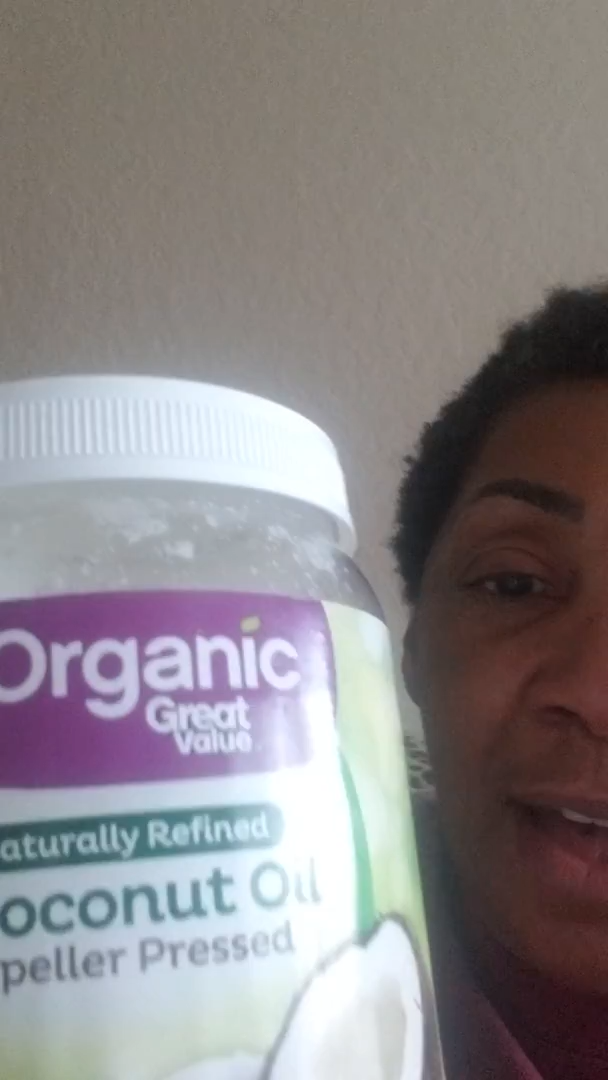 Organic
Great
Value
aturally Refined
oconut Oil
peller Pressed